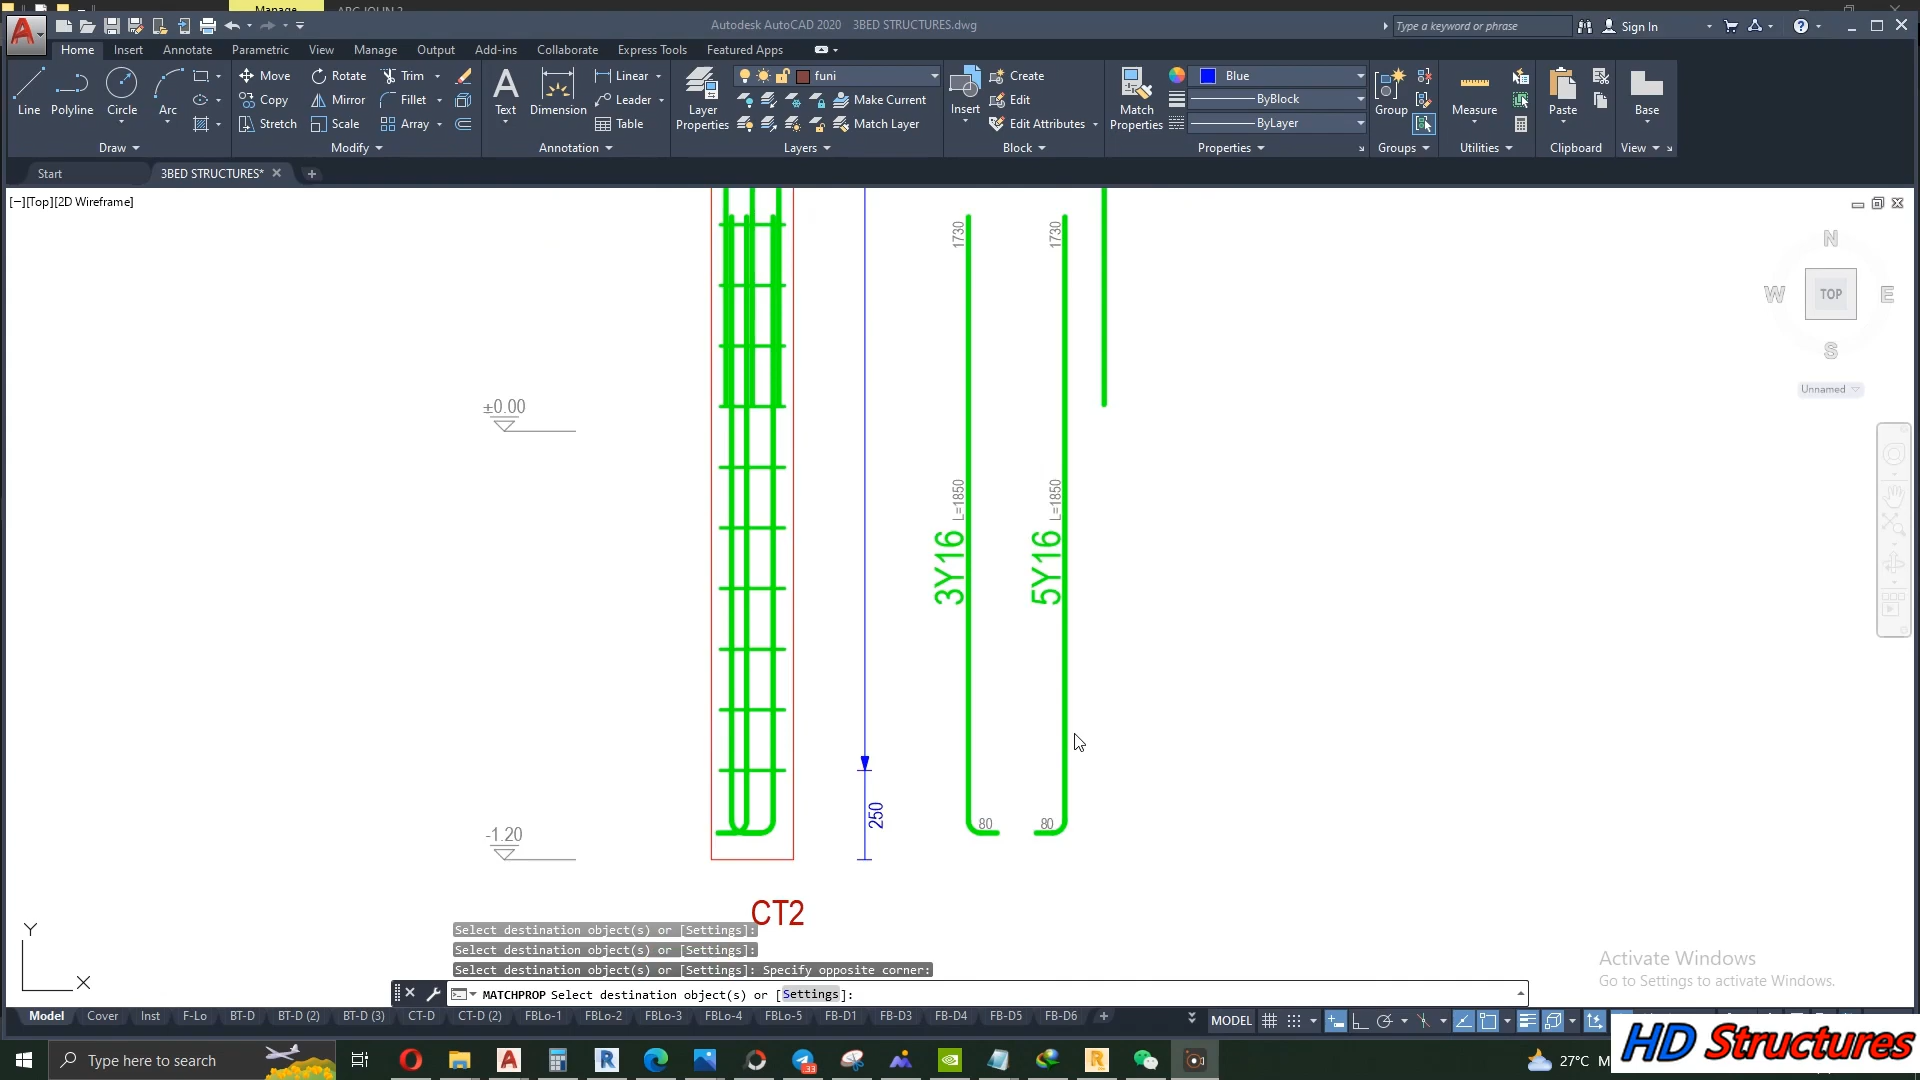 Manage
Autodesk AutoCAD 2020 3BED STRUCTURES.dwg
Type a keyword or phrase
Sign In
Home Insert Annotate Parametric View Manage Output Add-ins Collaborate Express Tools Featured Apps
Line Polyline Circle Arc
Move Rotate Trim
Copy Mirror Fillet
Stretch Scale Array
Text Dimension
Linear
Leader
Table
Layer Properties
funi
Make Current
Match Layer
Insert
Create
Edit
Edit Attributes
Match Properties
Blue
ByBlock
ByLayer
Group
Measure
Paste
Base
Draw Modify Annotation Layers Block Properties Groups Utilities Clipboard View
Start 3BED STRUCTURES*
[−][Top][2D Wireframe]
N
W TOP E
S
Unnamed
1730
1730
±0.00
L=1850
L=1850
3Y16
5Y16
250
80
80
-1.20
CT2
Y
X
Select destination object(s) or [Settings]:
Select destination object(s) or [Settings]:
Select destination object(s) or [Settings]: Specify opposite corner:
MATCHPROP Select destination object(s) or [Settings]:
Activate Windows
Go to Settings to activate Windows.
Model Cover Inst F-Lo BT-D BT-D (2) BT-D (3) CT-D CT-D (2) FBLo-1 FBLo-2 FBLo-3 FBLo-4 FBLo-5 FB-D1 FB-D3 FB-D4 FB-D5 FB-D6
MODEL
Type here to search
33
27°C
HD Structures